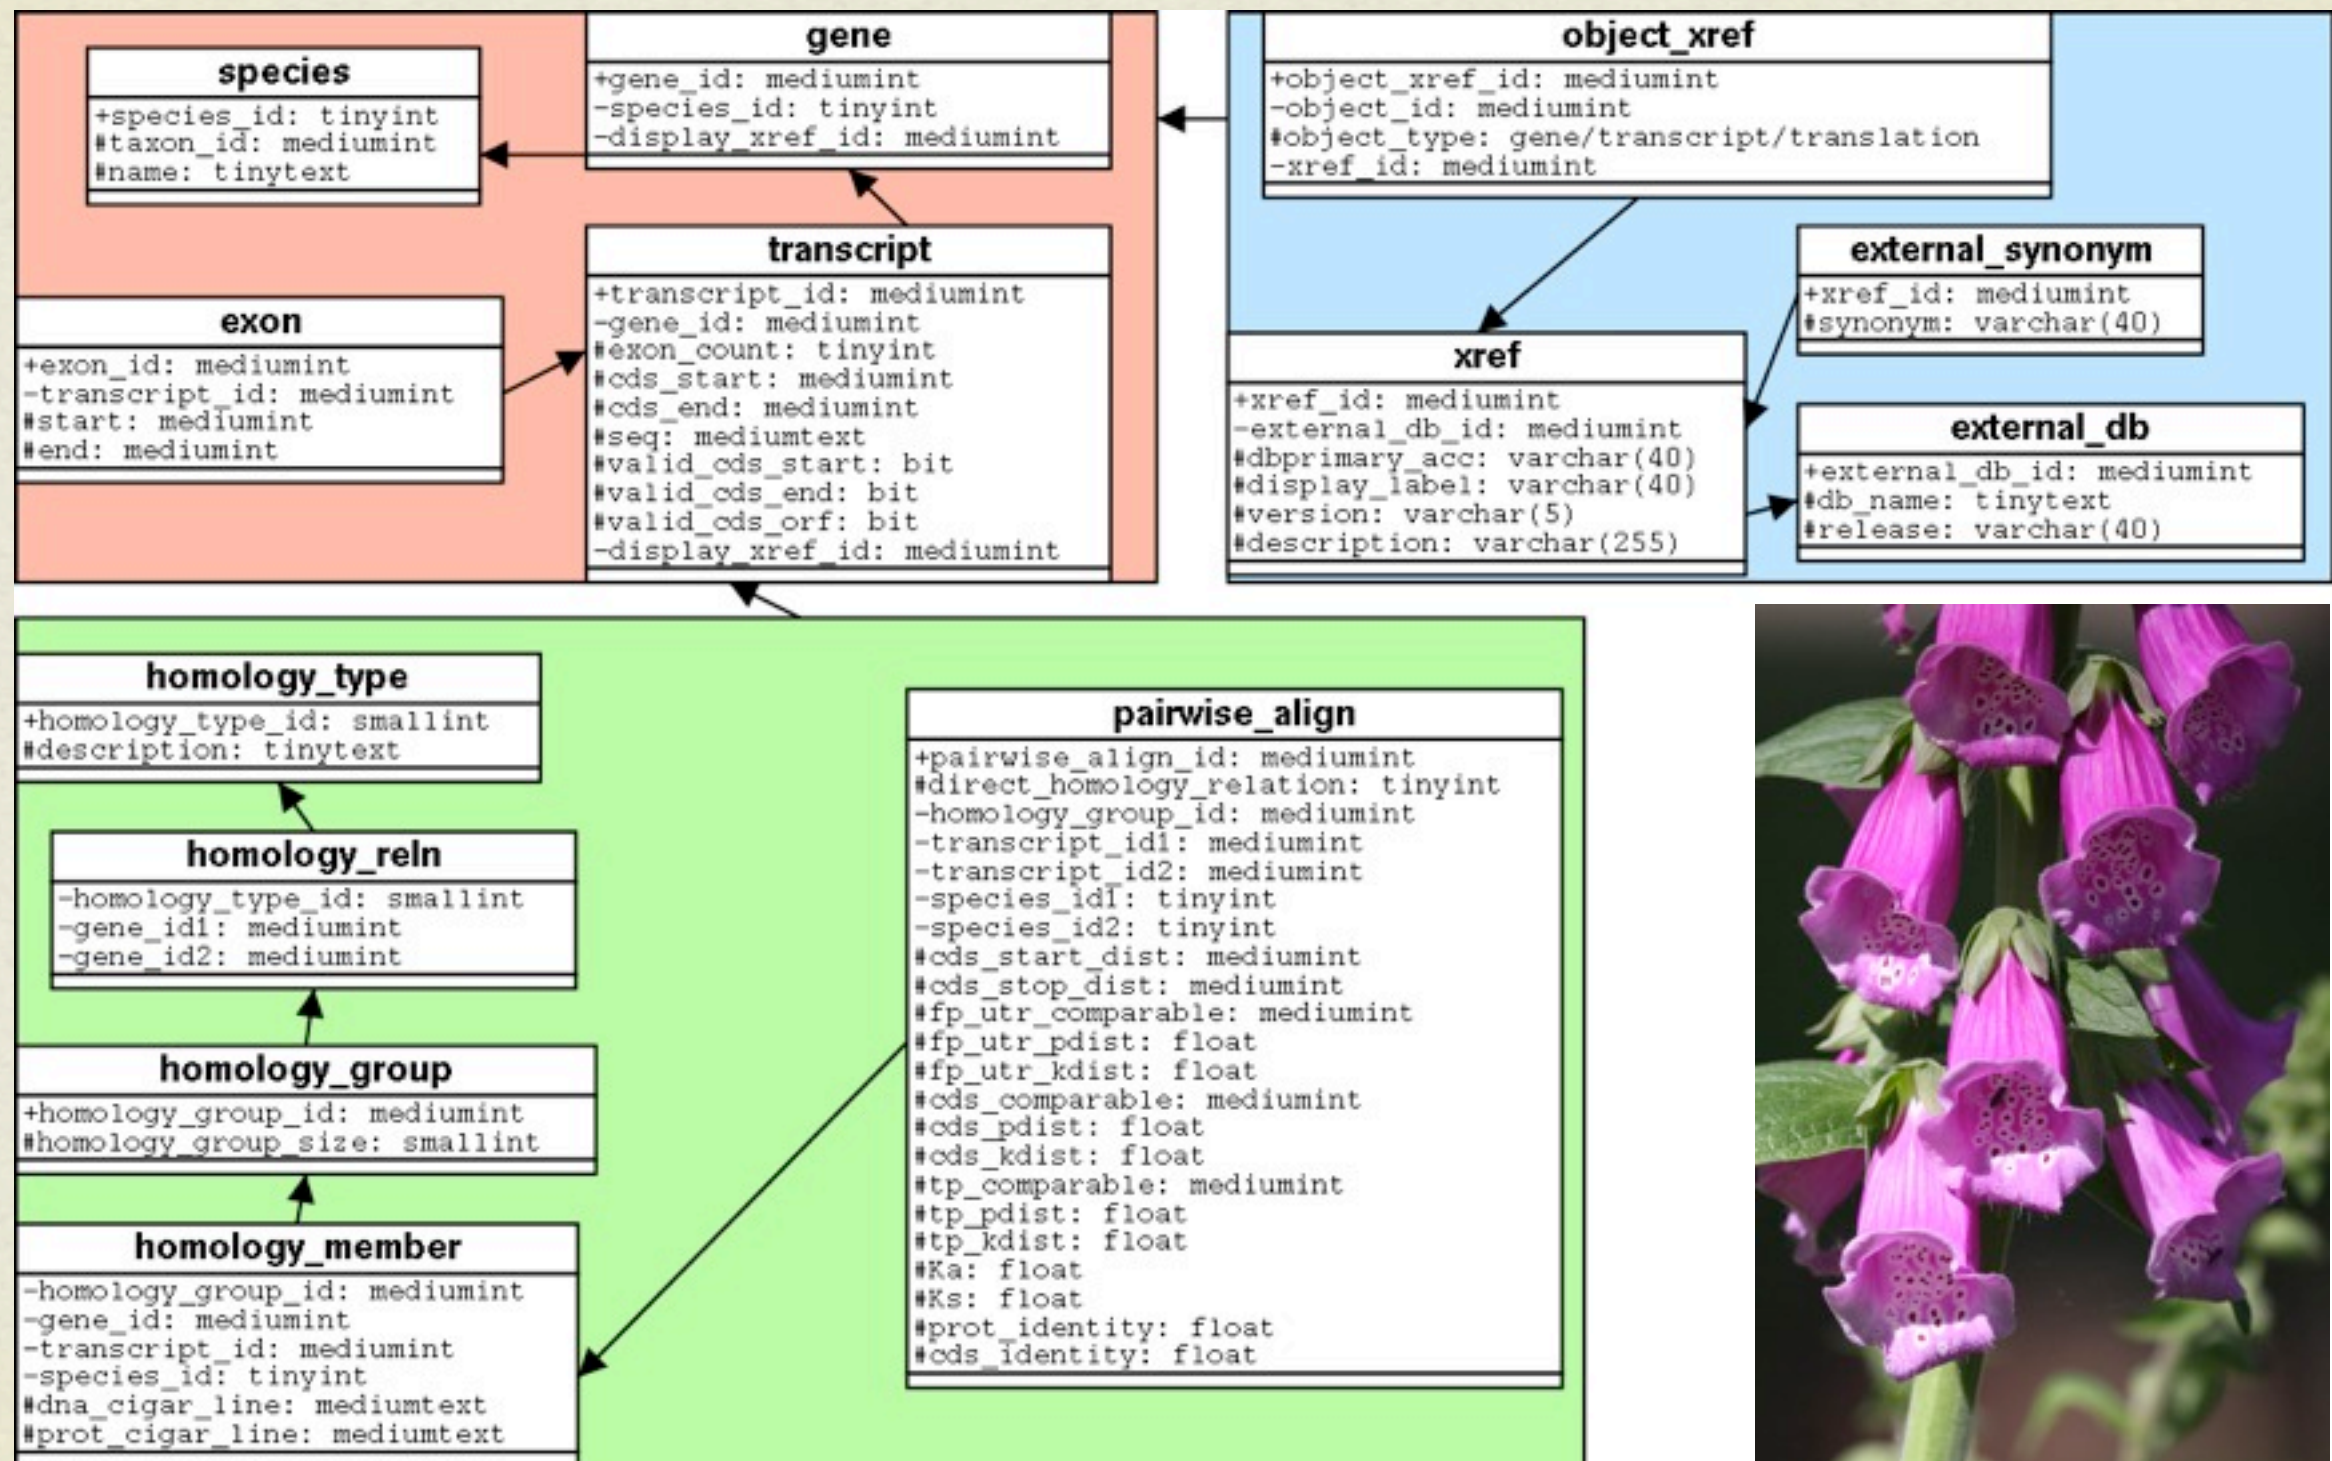 species
+species_id: tinyint
#taxon_id: mediumint
#name: tinytext
gene
+gene_id: mediumint
-species_id: tinyint
-display_xref_id: mediumint
transcript
+transcript_id: mediumint
-gene_id: mediumint
#exon_count: tinyint
#cds_start: mediumint
#cds_end: mediumint
#seq: mediumtext
#valid_cds_start: bit
#valid_cds_end: bit
#valid_cds_orf: bit
-display_xref_id: mediumint
exon
+exon_id: mediumint
-transcript_id: mediumint
#start: mediumint
#end: mediumint
object_xref
+object_xref_id: mediumint
-object_id: mediumint
#object_type: gene/transcript/translation
-xref_id: mediumint
external_synonym
+xref_id: mediumint
#synonym: varchar(40)
xref
+xref_id: mediumint
-external_db_id: mediumint
#dbprimary_acc: varchar(40)
#display_label: varchar(40)
#version: varchar(5)
#description: varchar(255)
external_db
+external_db_id: mediumint
#db_name: tinytext
#release: varchar(40)
homology_type
+homology_type_id: smallint
#description: tinytext
homology_reln
-homology_type_id: smallint
-gene_id1: mediumint
-gene_id2: mediumint
homology_group
+homology_group_id: mediumint
#homology_group_size: smallint
homology_member
-homology_group_id: mediumint
-gene_id: mediumint
-transcript_id: mediumint
-species_id: tinyint
#dna_cigar_line: mediumtext
#prot_cigar_line: mediumtext
pairwise_align
+pairwise_align_id: mediumint
#direct_homology_relation: tinyint
-homology_group_id: mediumint
-transcript_id1: mediumint
-transcript_id2: mediumint
-species_id1: tinyint
-species_id2: tinyint
#cds_start_dist: mediumint
#cds_stop_dist: mediumint
#fp_utr_comparable: mediumint
#fp_utr_pdist: float
#fp_utr_kdist: float
#cds_comparable: mediumint
#cds_pdist: float
#cds_kdist: float
#tp_comparable: mediumint
#tp_pdist: float
#tp_kdist: float
#Ka: float
#Ks: float
#prot_identity: float
#cds_identity: float